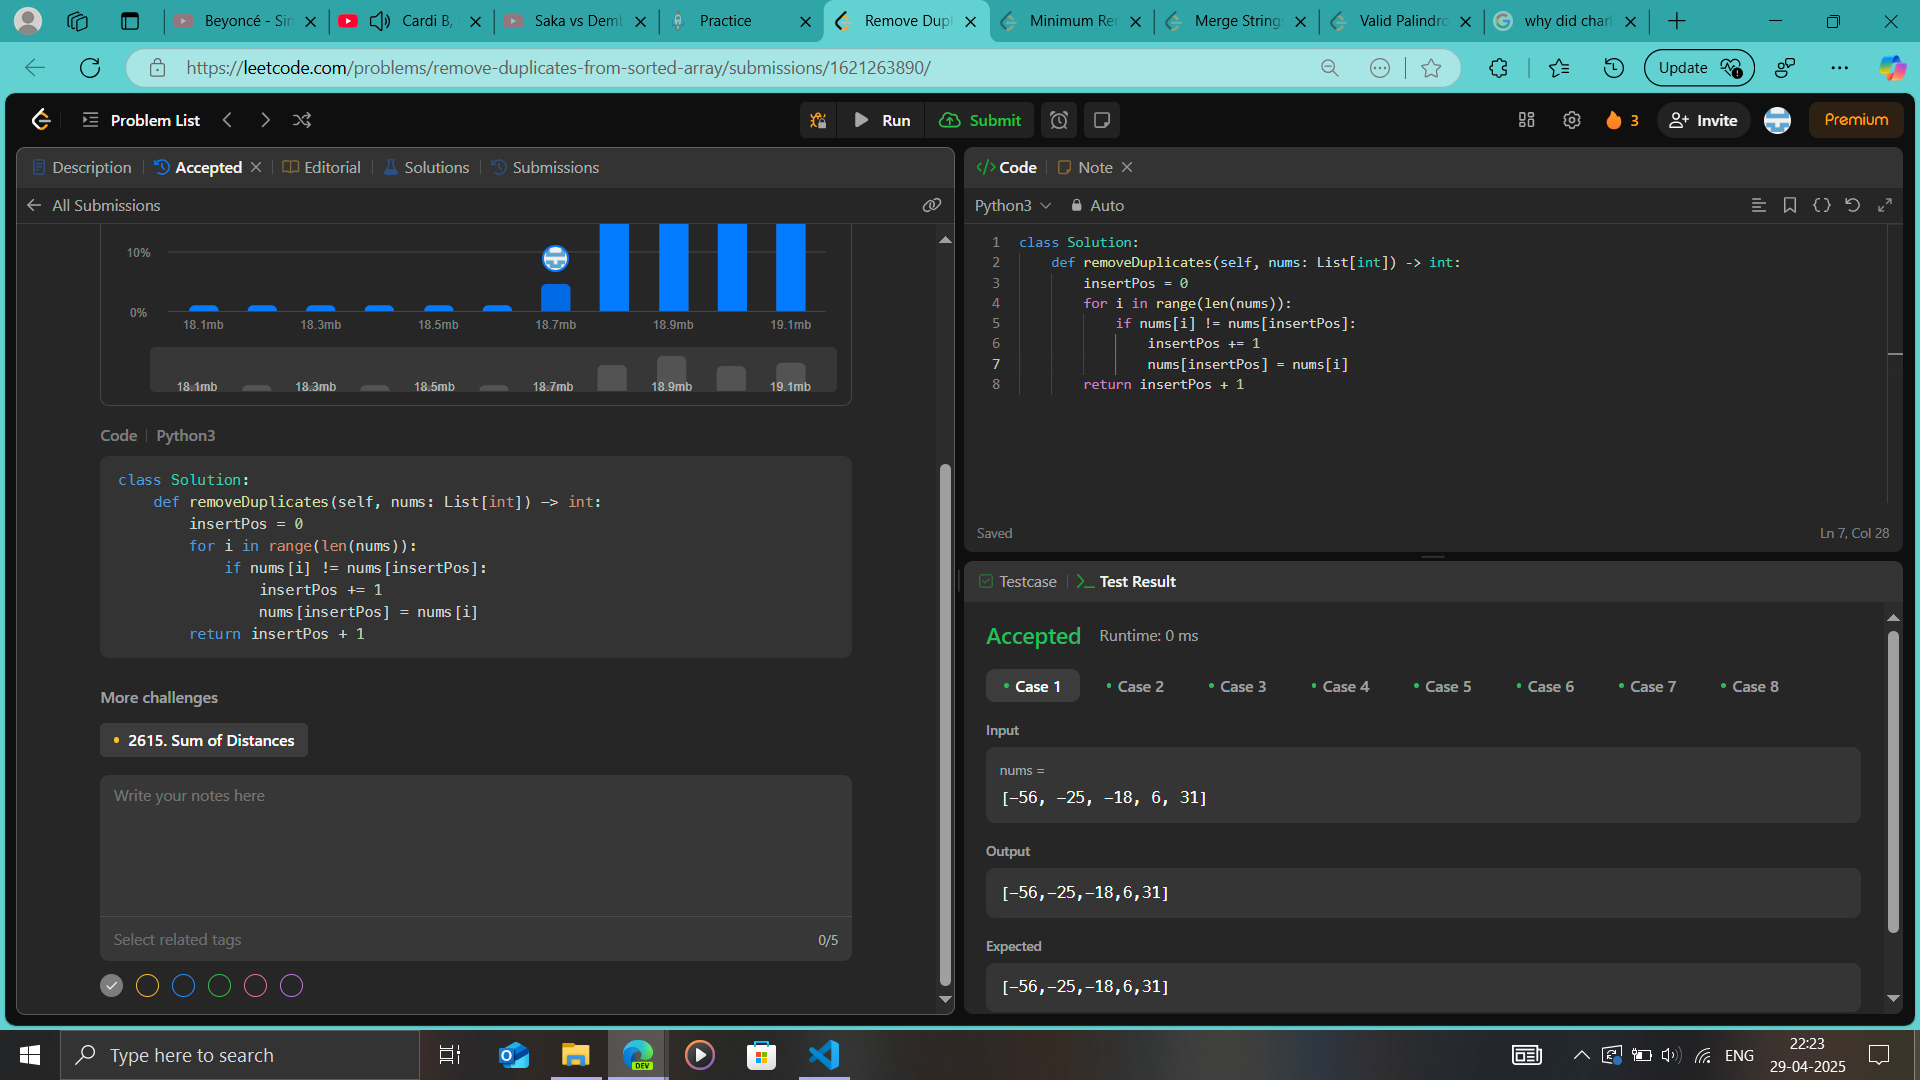 Beyoncé - Sin
Cardi B,
Saka vs Demb
Practice
Remove Dupl
Minimum Rem
Merge String
Valid Palindro
why did charl
https://leetcode.com/problems/remove-duplicates-from-sorted-array/submissions/1621263890/
Update
Problem List
Run
Submit
3
Invite
Premium
Description
Accepted
Editorial
Solutions
Submissions
All Submissions
10%
0%
18.1mb
18.3mb
18.5mb
18.7mb
18.9mb
19.1mb
18.1mb
18.3mb
18.5mb
18.7mb
18.9mb
19.1mb
Code
Python3
class Solution:
def removeDuplicates(self, nums: List[int]) -> int:
insertPos = 0
for i in range(len(nums)):
if nums[i] != nums[insertPos]:
insertPos += 1
nums[insertPos] = nums[i]
return insertPos + 1
More challenges
2615. Sum of Distances
Write your notes here
Select related tags
0/5
Code
Note
Python3
Auto
1 class Solution:
2 def removeDuplicates(self, nums: List[int]) -> int:
3 insertPos = 0
4 for i in range(len(nums)):
5 if nums[i] != nums[insertPos]:
6 insertPos += 1
7 nums[insertPos] = nums[i]
8 return insertPos + 1
Saved
Ln 7, Col 28
Testcase
Test Result
Accepted
Runtime: 0 ms
Case 1
Case 2
Case 3
Case 4
Case 5
Case 6
Case 7
Case 8
Input
nums =
[-56, -25, -18, 6, 31]
Output
[-56,-25,-18,6,31]
Expected
[-56,-25,-18,6,31]
Type here to search
DEV
ENG
22:23
29-04-2025